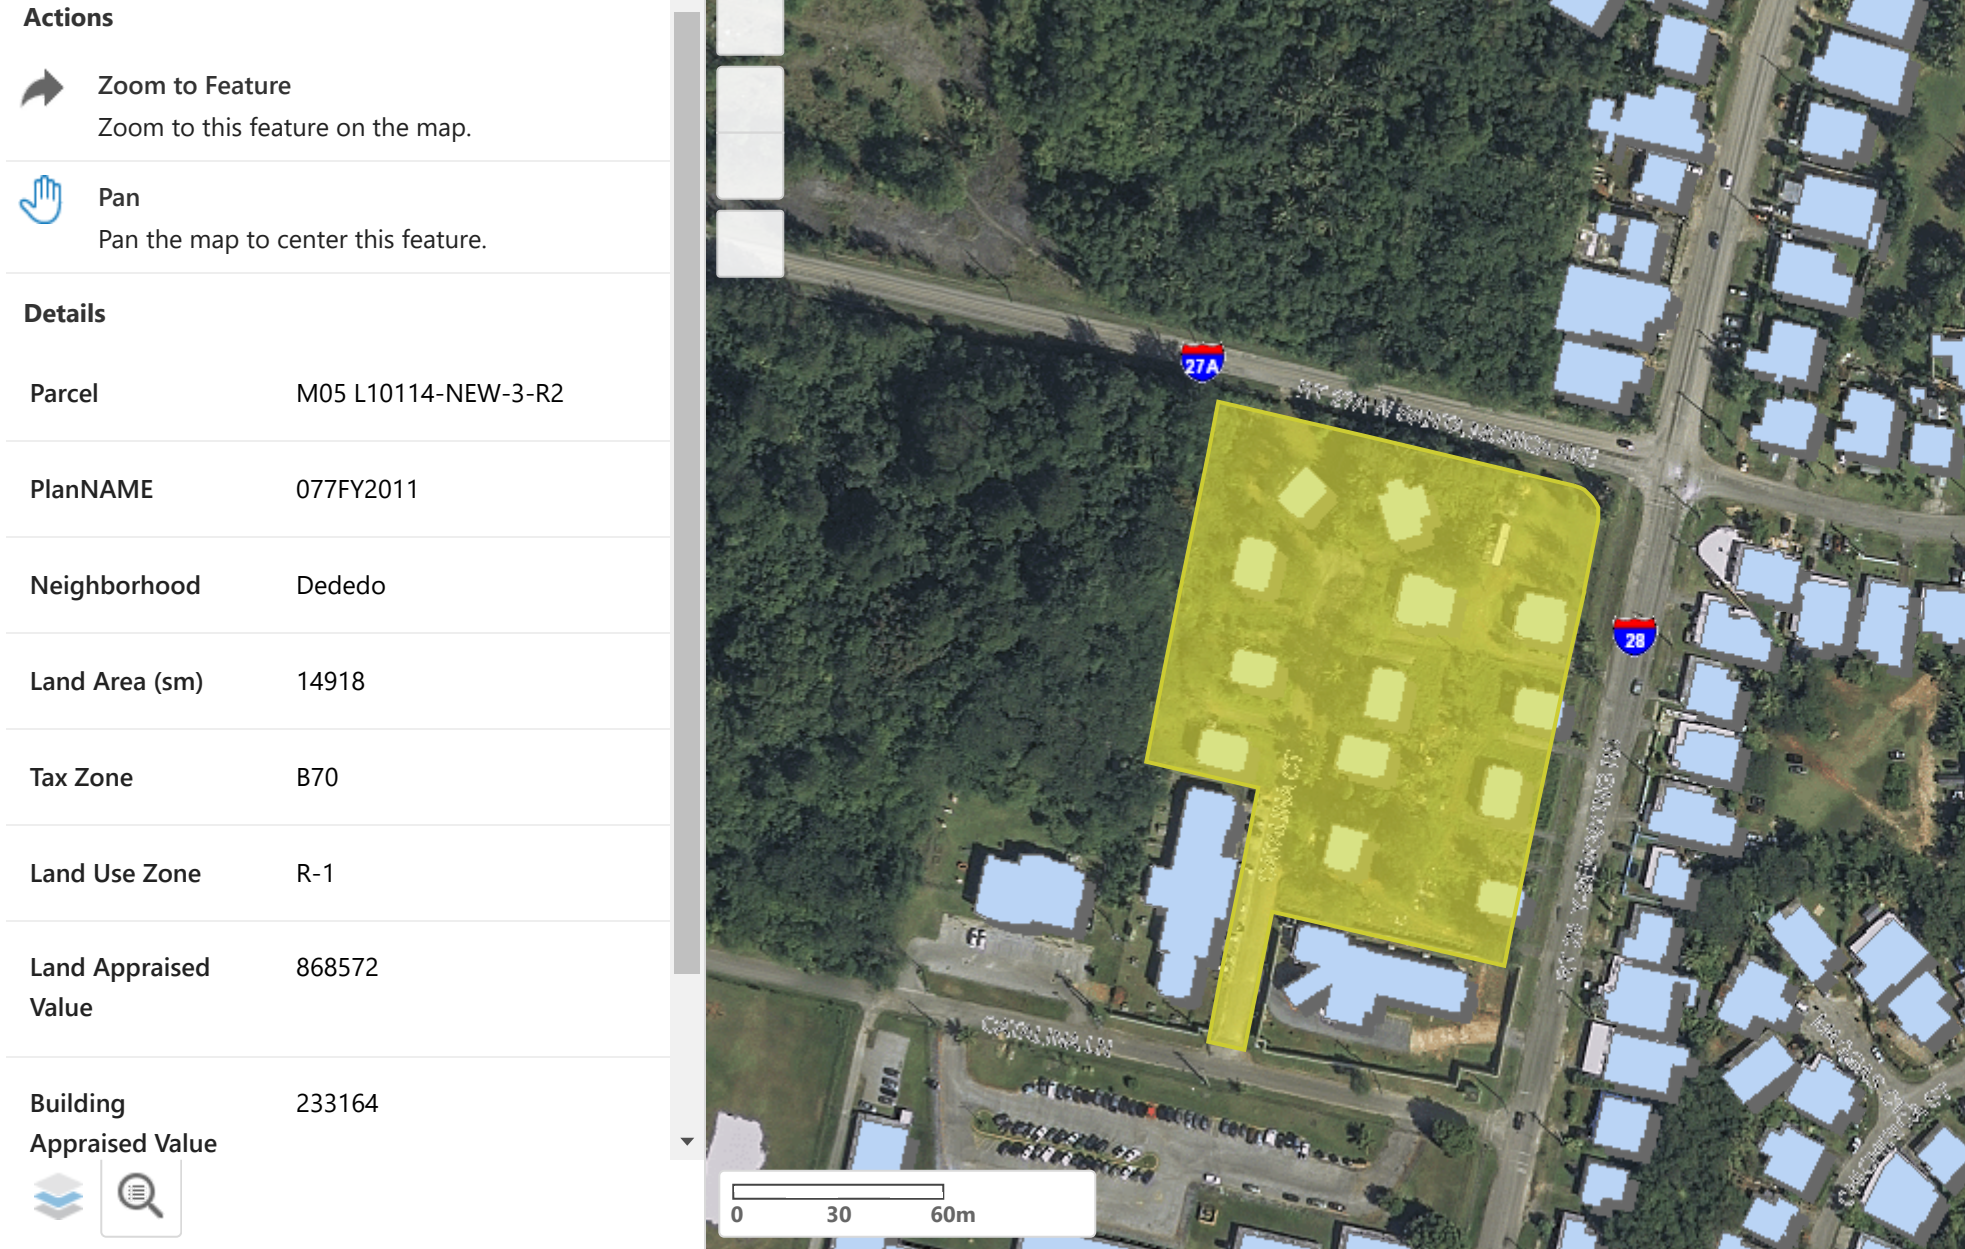 Actions
Zoom to Feature
Zoom to this feature on the map.
Pan
Pan the map to center this feature.
Details
Parcel M05 L10114-NEW-3-R2
PlanNAME 077FY2011
Neighborhood Dededo
Land Area (sm) 14918
Tax Zone B70
Land Use Zone R-1
Land Appraised Value 868572
Building Appraised Value 233164
27A
28
0 30 60m